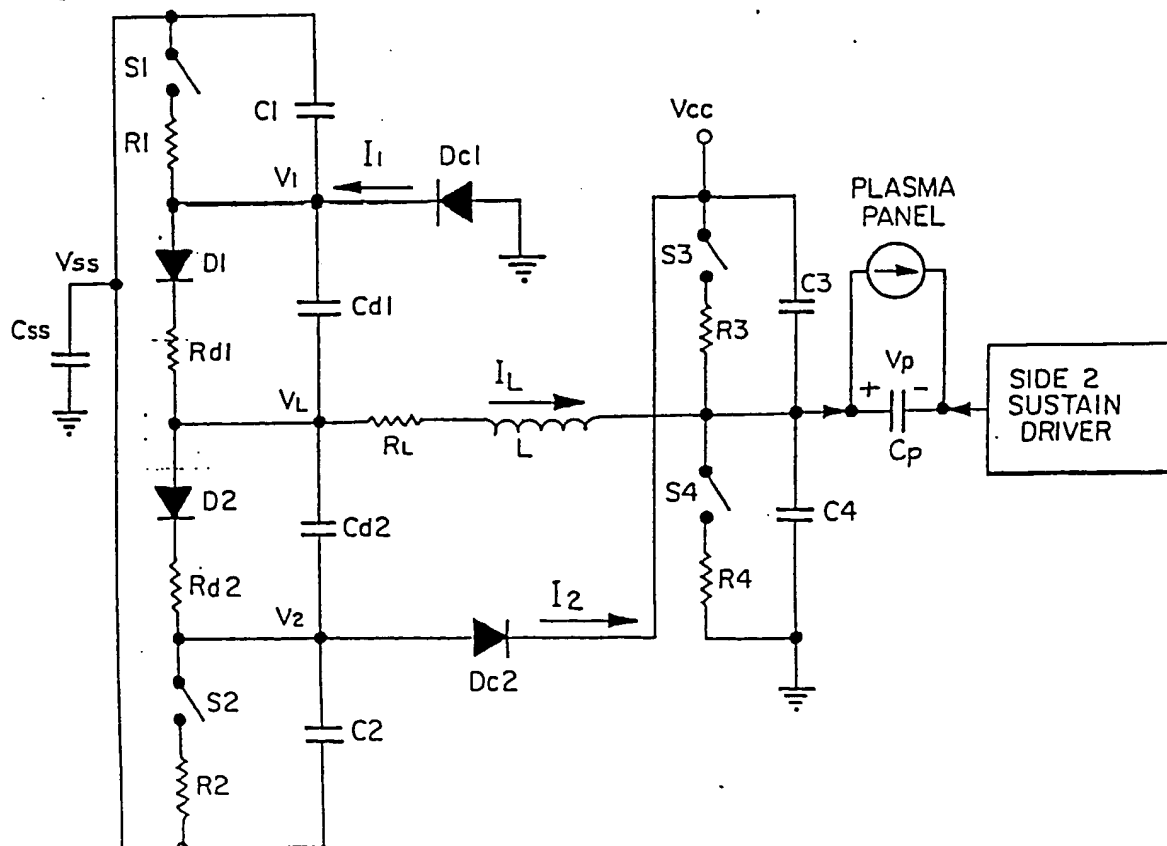 S1
C1
Vcc
R1
I1
Dc1
V1
PLASMA
PANEL
Vss
D1
S3
C3
Css
Cd1
R3
Rd1
IL
Vp
VL
+
-
SIDE 2
SUSTAIN
DRIVER
RL
L
Cp
S4
D2
Cd2
C4
Rd2
R4
I2
V2
Dc2
S2
C2
R2